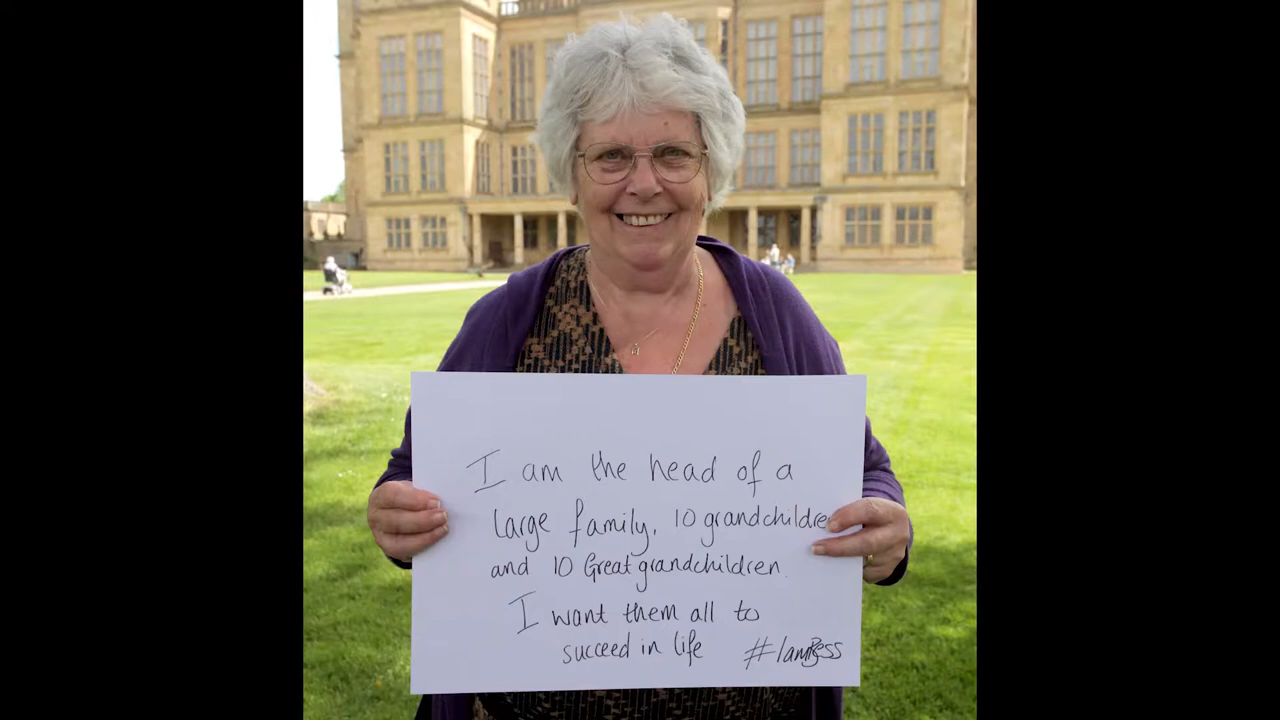 I am the head of a
large family, 10 grandchildren
and 10 Great grandchildren.
I want them all to
succeed in life
#IamBess